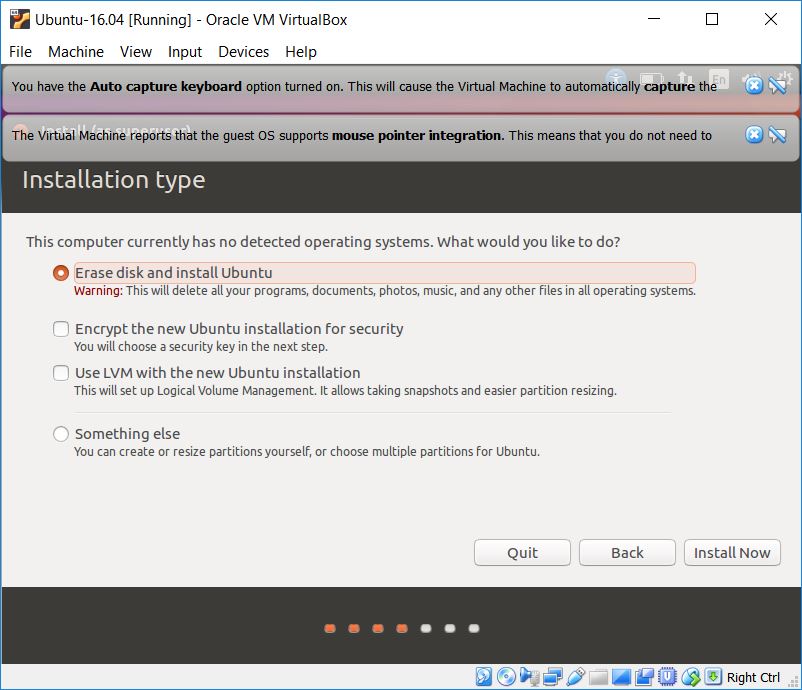 Ubuntu-16.04 [Running] - Oracle VM VirtualBox
File Machine View Input Devices Help
You have the Auto capture keyboard option turned on. This will cause the Virtual Machine to automatically capture the
En
Install (as superuser)
The Virtual Machine reports that the guest OS supports mouse pointer integration. This means that you do not need to
Installation type
This computer currently has no detected operating systems. What would you like to do?
Erase disk and install Ubuntu
Warning: This will delete all your programs, documents, photos, music, and any other files in all operating systems.
Encrypt the new Ubuntu installation for security
You will choose a security key in the next step.
Use LVM with the new Ubuntu installation
This will set up Logical Volume Management. It allows taking snapshots and easier partition resizing.
Something else
You can create or resize partitions yourself, or choose multiple partitions for Ubuntu.
Quit Back Install Now
Right Ctrl